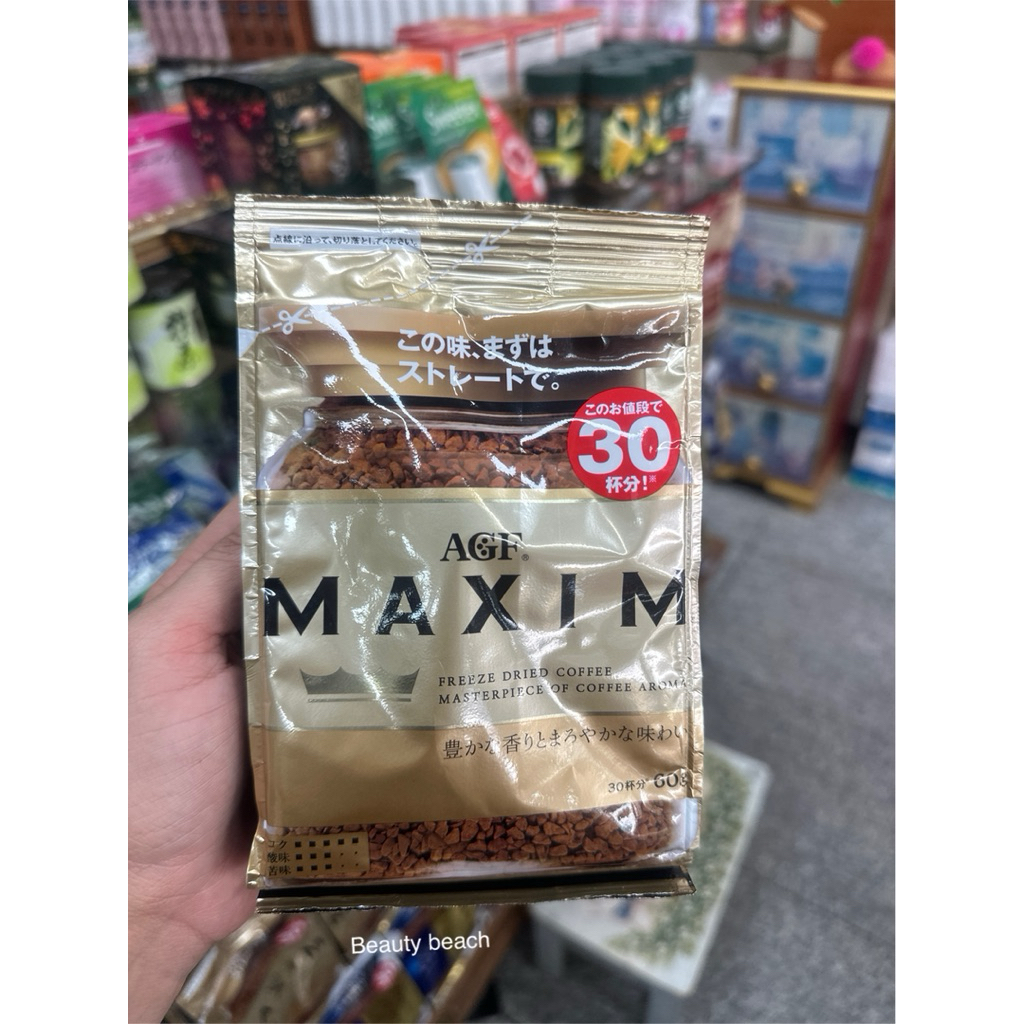 点線に沿って、切り落としてください。
この味、まずは
ストレートで。
このお値段で
30
杯分!※
AGF®
MAXIM
FREEZE DRIED COFFEE
MASTERPIECE OF COFFEE AROMA
豊かな香りとまろやかな味わい
30杯分* 60g
コク
酸味
苦味
Beauty beach